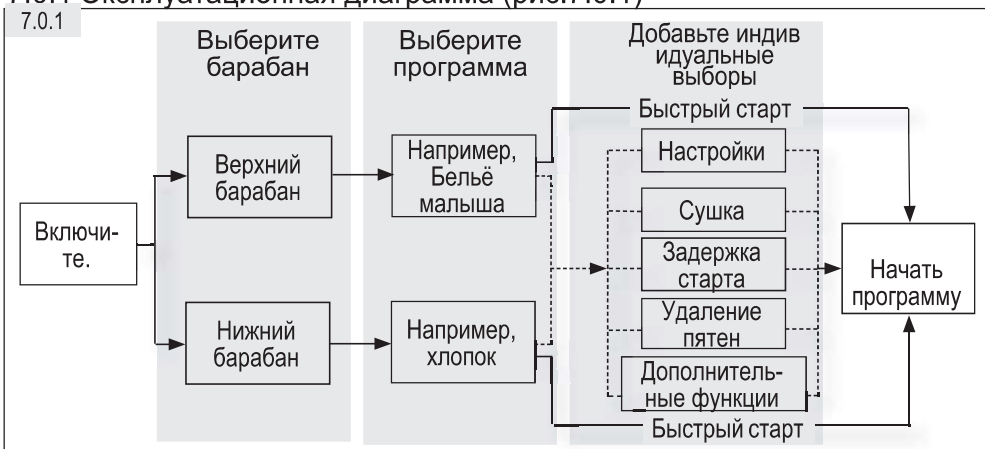 7.0.1 Эксплуатационная диаграмма (рис.7.0.1)
7.0.1
Выберите
барабан
Выберите
программа
Добавьте индив
идуальные
выборы
Быстрый старт
Включи-
те.
Верхний
барабан
Например,
Бельё
малыша
Настройки
Сушка
Задержка
старта
Удаление
пятен
Дополнитель-
ные функции
Начать
программу
Нижний
барабан
Например,
хлопок
Быстрый старт